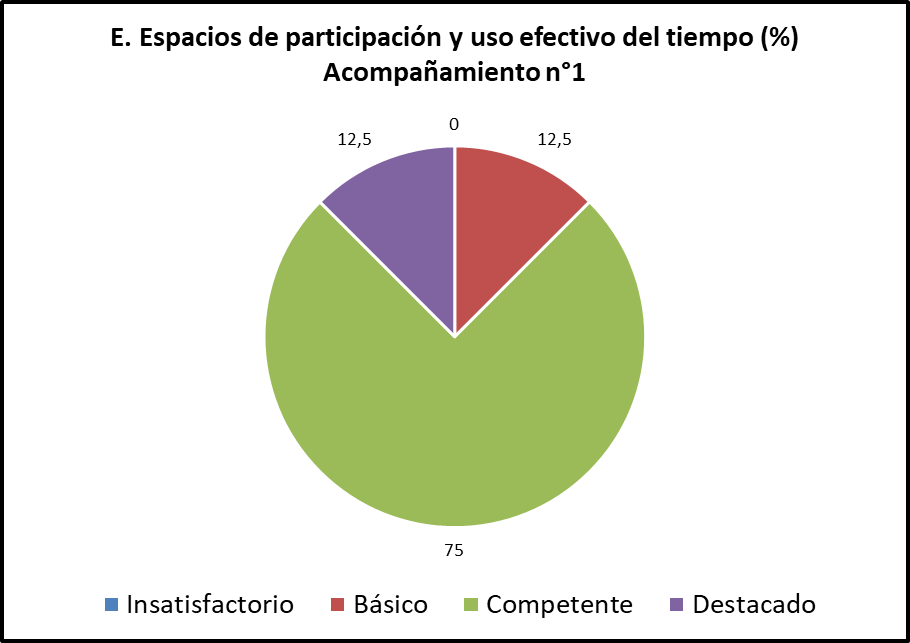 E. Espacios de participación y uso efectivo del tiempo (%)
Acompañamiento n°1
0
12,5
12,5
75
Insatisfactorio
Básico
Competente
Destacado